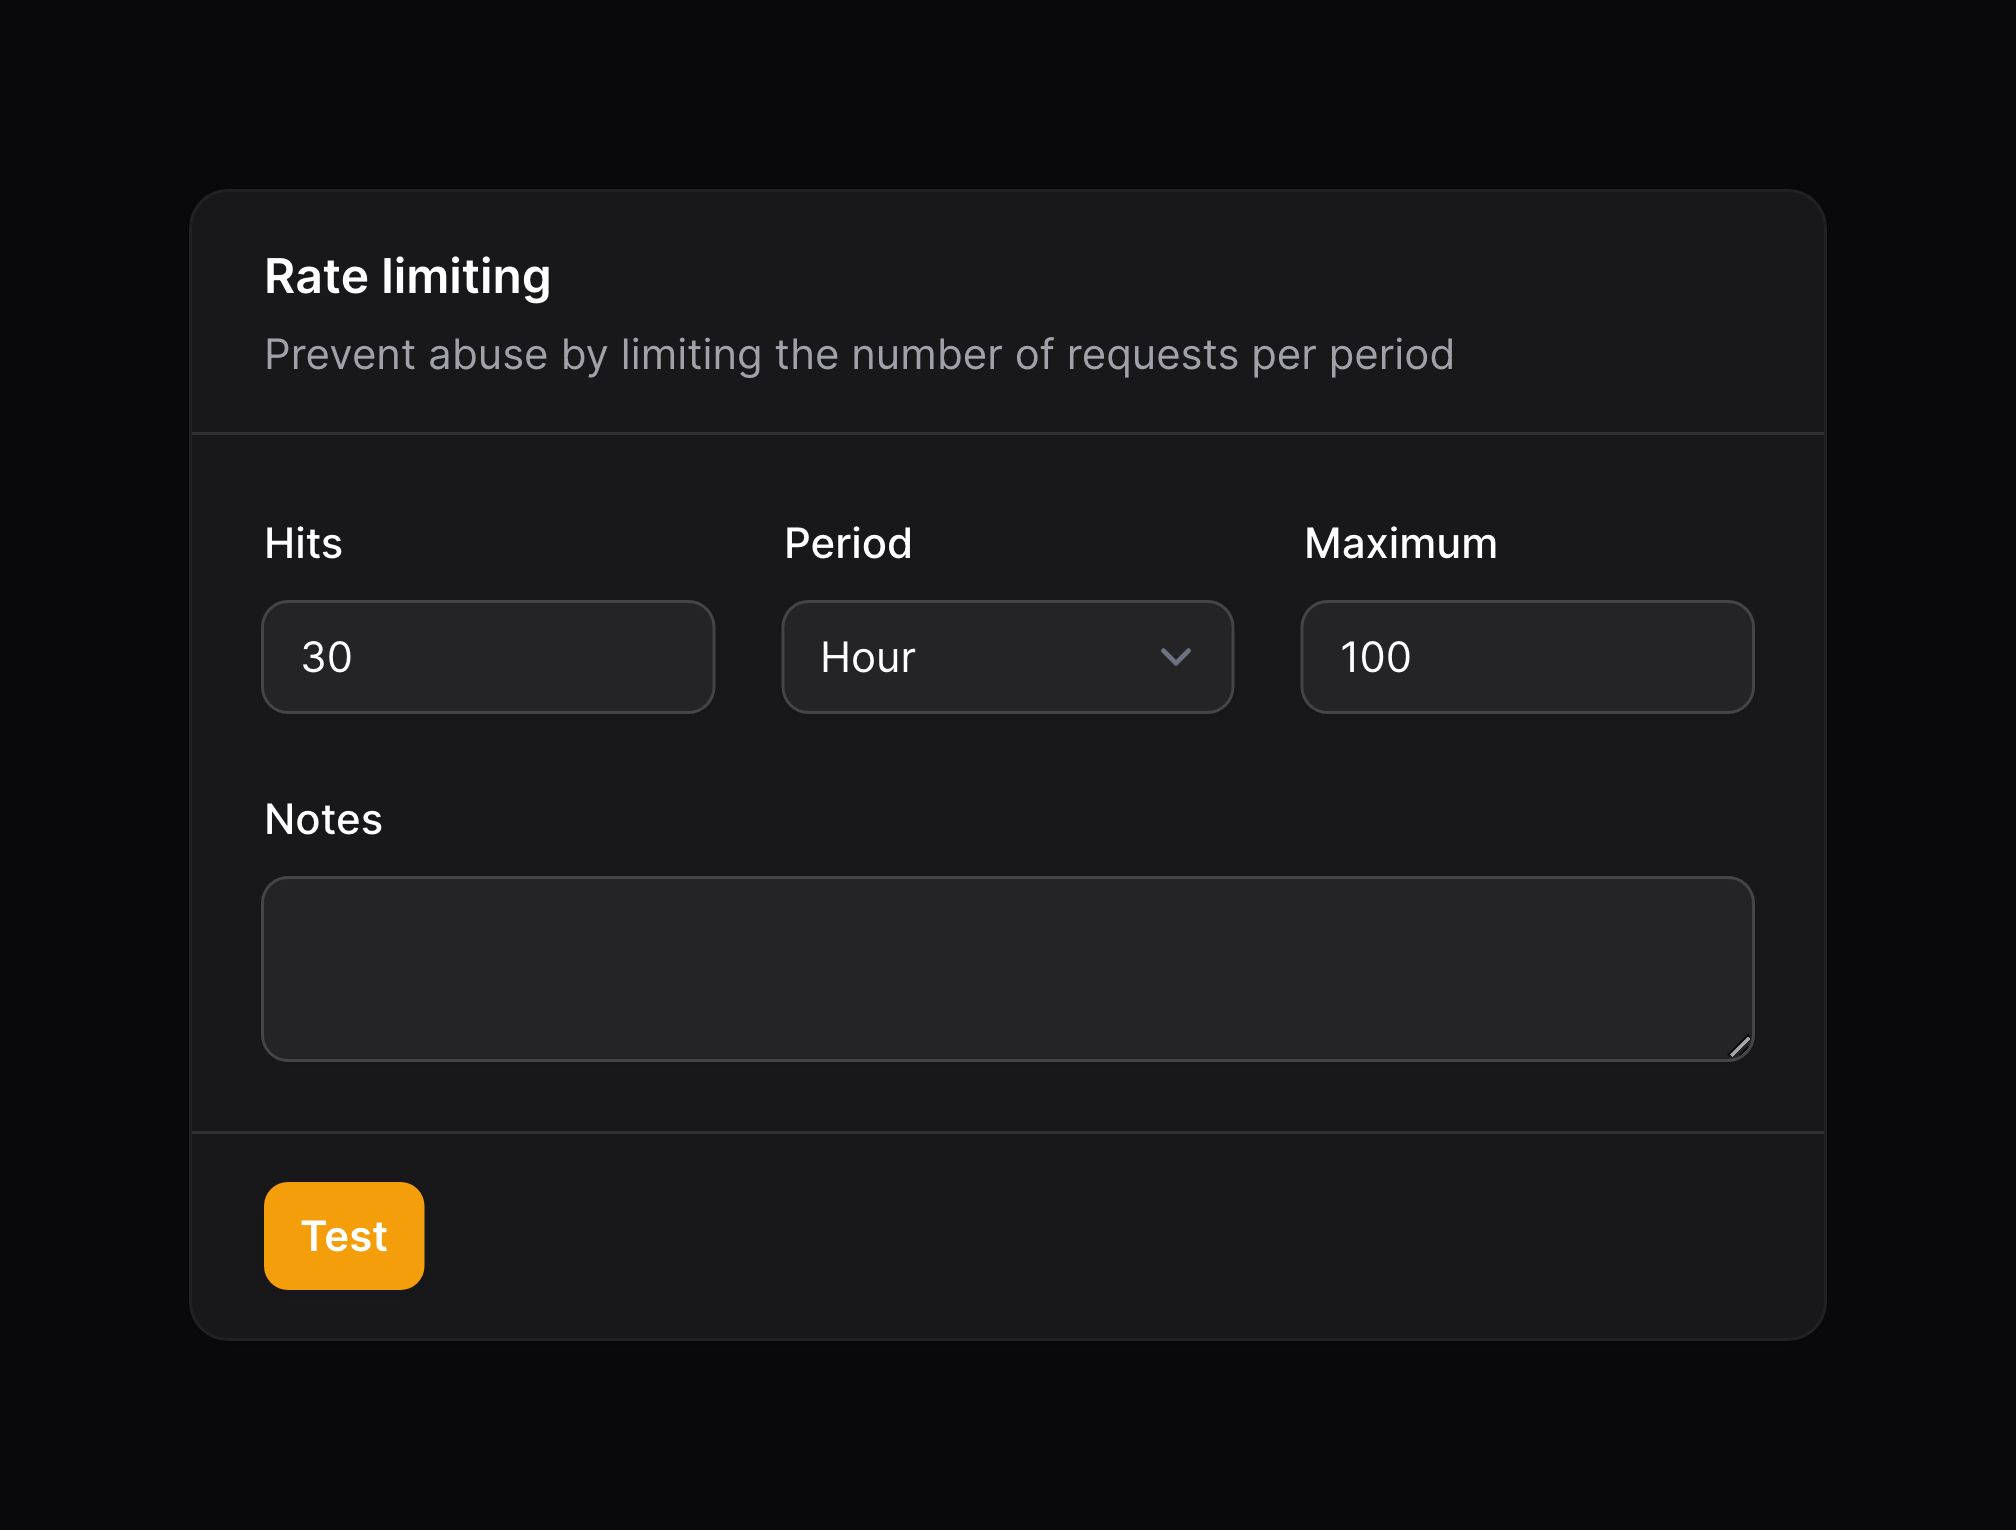 Rate limiting
Prevent abuse by limiting the number of requests per period
Hits
Period
Maximum
30
Hour
100
Notes
Test